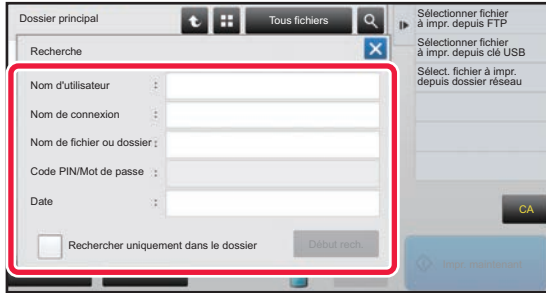 Dossier principal
Tous fichiers
Recherche
Nom d'utilisateur :
Nom de connexion :
Nom de fichier ou dossier :
Code PIN/Mot de passe :
Date :
Rechercher uniquement dans le dossier
Début rech.
Sélectionner fichier
à impr. depuis FTP
Sélectionner fichier
à impr. depuis clé USB
Sélect. fichier à impr.
depuis dossier réseau
CA